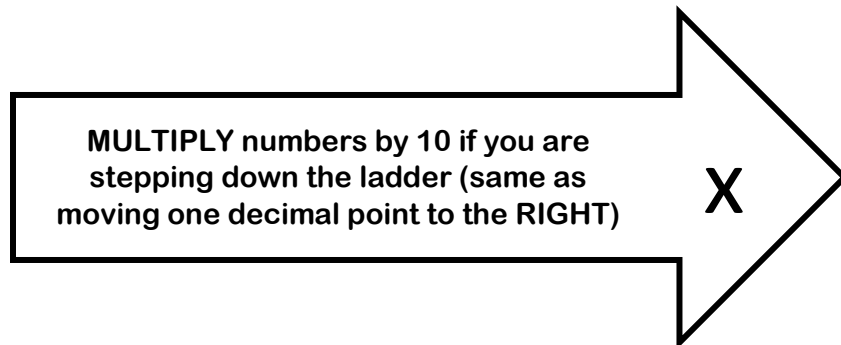 MULTIPLY numbers by 10 if you are
stepping down the ladder (same as
moving one decimal point to the RIGHT)
X